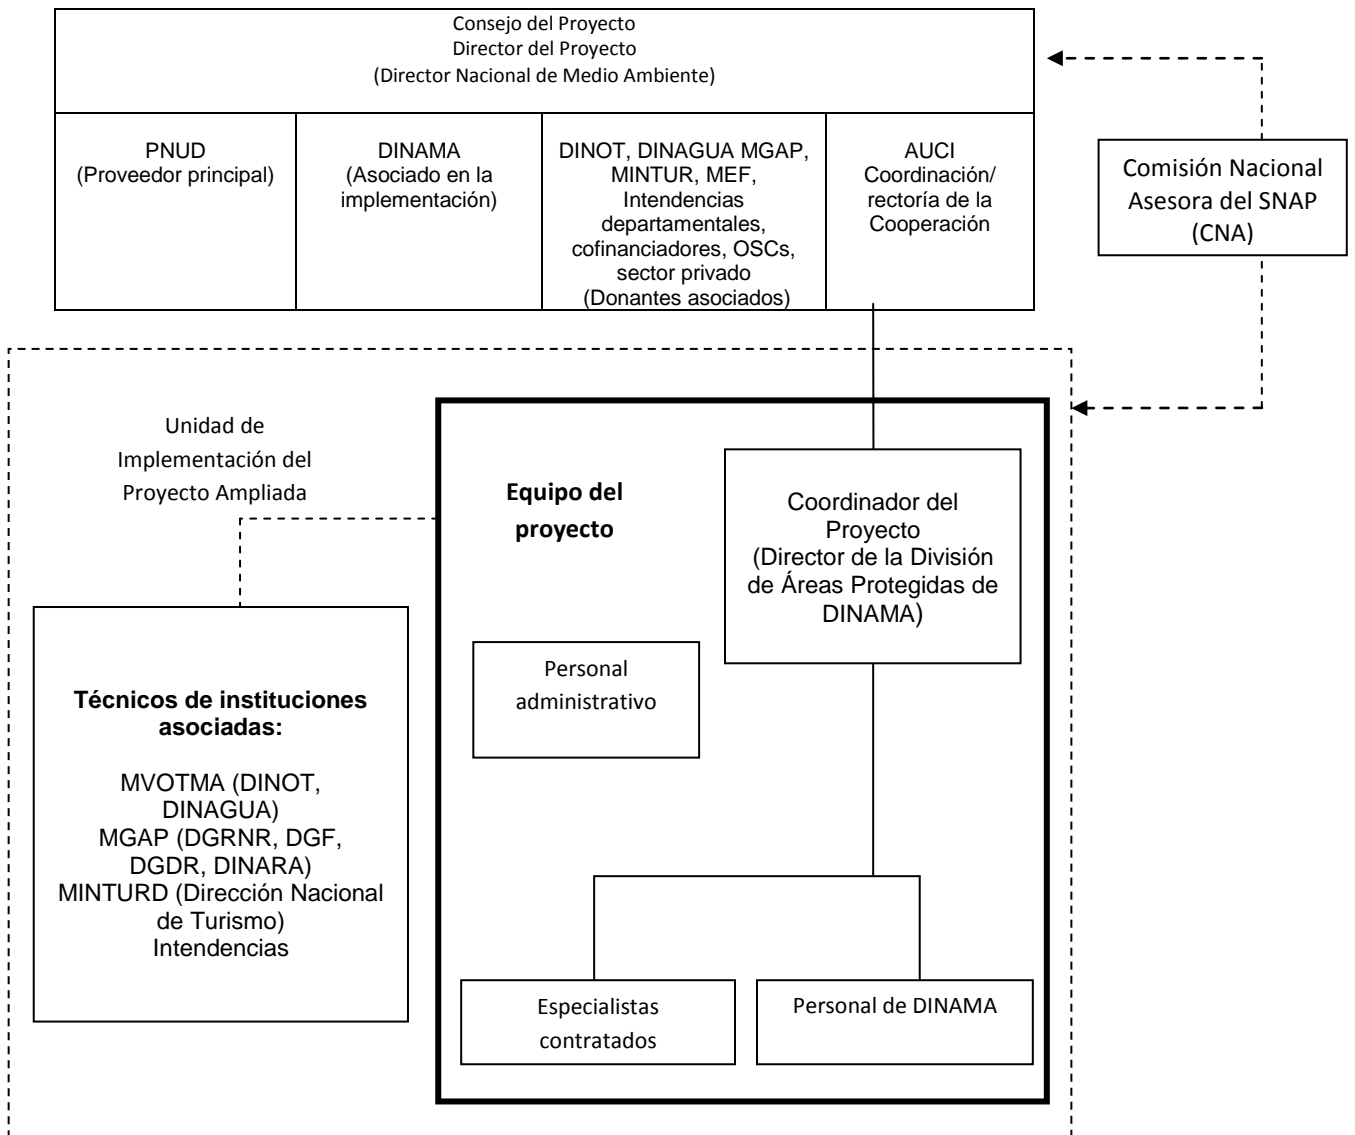 Consejo del Proyecto
Director del Proyecto
(Director Nacional de Medio Ambiente)
PNUD
(Proveedor principal)
DINAMA
(Asociado en la
implementación)
DINOT, DINAGUA MGAP,
MINTUR, MEF,
Intendencias
departamentales,
cofinanciadores, OSCs,
sector privado
(Donantes asociados)
AUCI
Coordinación/
rectoría de la
Cooperación
Comisión Nacional
Asesora del SNAP
(CNA)
Unidad de
Implementación del
Proyecto Ampliada
Equipo del
proyecto
Coordinador del
Proyecto
(Director de la División
de Áreas Protegidas de
DINAMA)
Personal
administrativo
Técnicos de instituciones
asociadas:
MVOTMA (DINOT,
DINAGUA)
MGAP (DGRNR, DGF,
DGDR, DINARA)
MINTURD (Dirección Nacional
de Turismo)
Intendencias
Especialistas
contratados
Personal de DINAMA